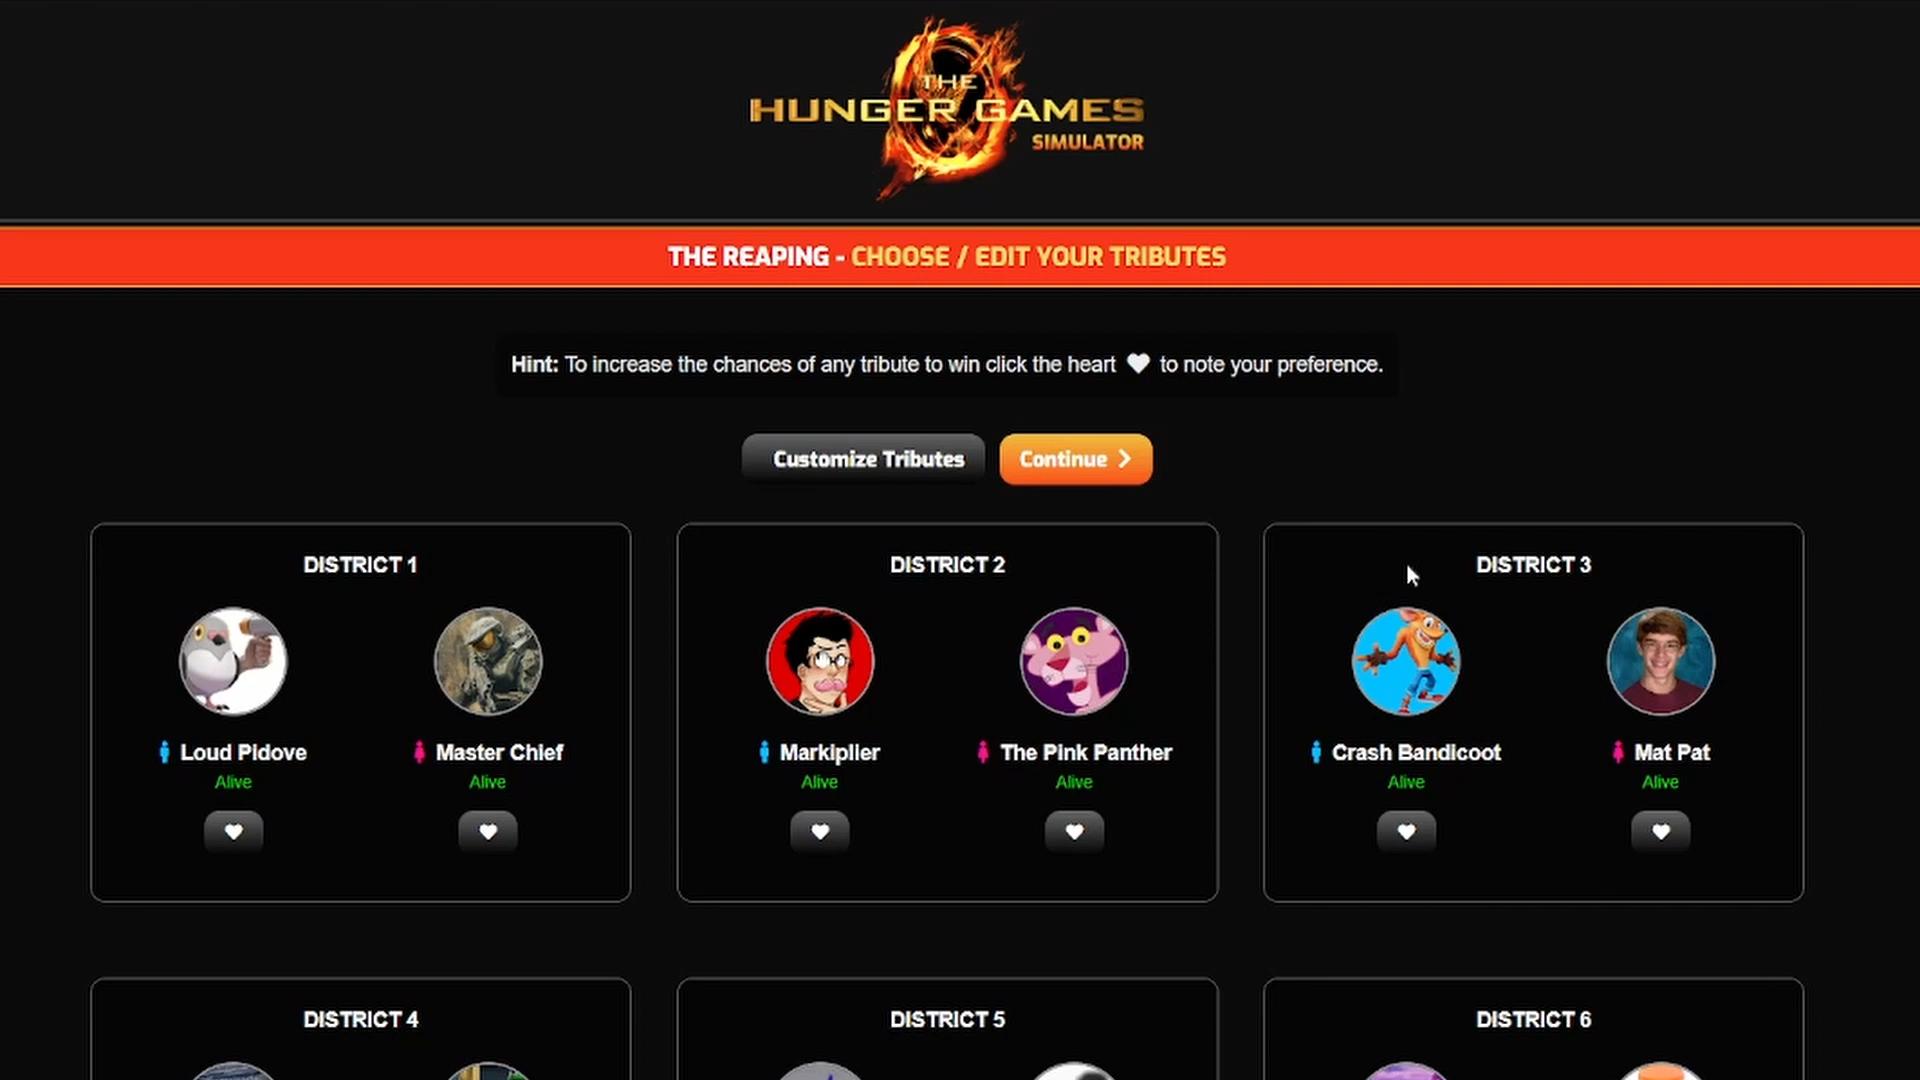 THE
HUNGER GAMES
SIMULATOR
THE REAPING - CHOOSE / EDIT YOUR TRIBUTES
Hint: To increase the chances of any tribute to win click the heart to note your preference.
Customize Tributes
Continue
DISTRICT 1
DISTRICT 2
DISTRICT 3
Loud Pidove
Master Chief
Markiplier
The Pink Panther
Crash Bandicoot
Mat Pat
Alive
Alive
Alive
Alive
Alive
Alive
DISTRICT 4
DISTRICT 5
DISTRICT 6